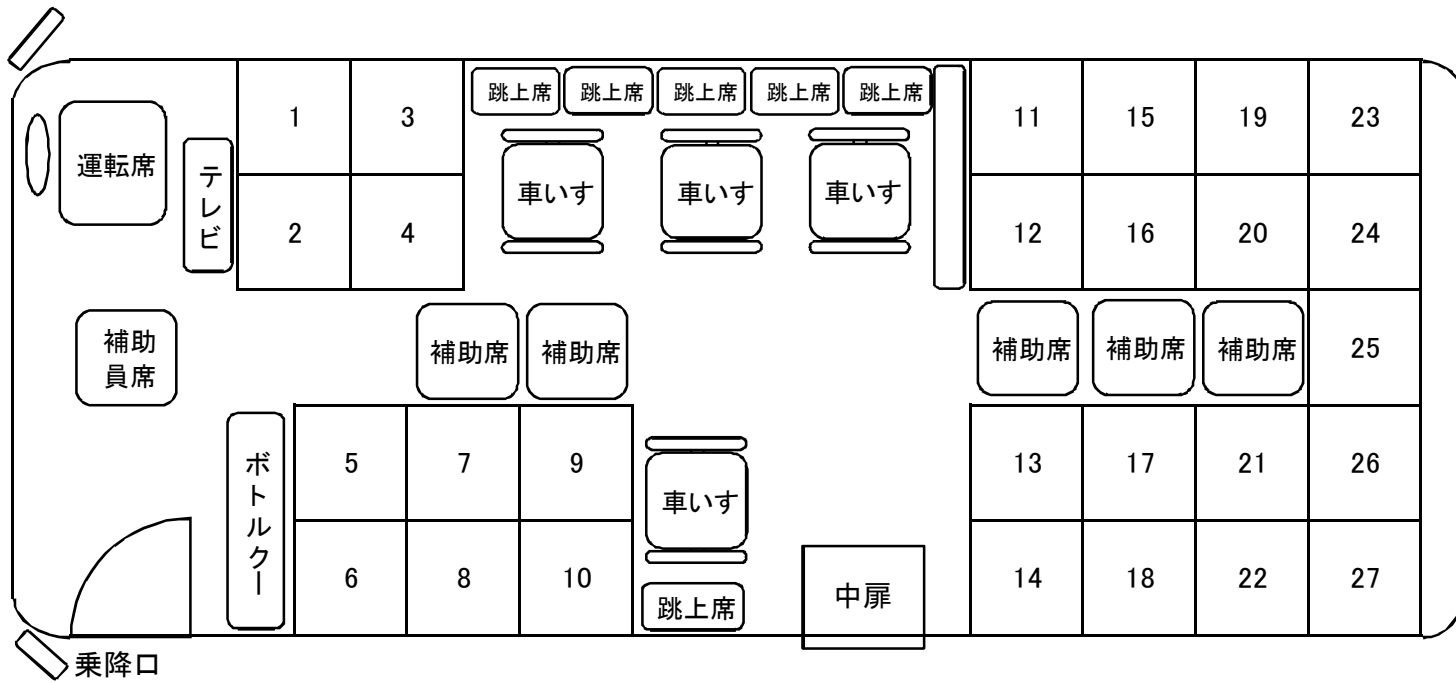 跳上席 跳上席 跳上席 跳上席 跳上席
1 3 11 15 19 23
運転席 テレビ 車いす 車いす 車いす
2 4 12 16 20 24
補助
員席
補助席 補助席 補助席 補助席 補助席 25
5 7 9 13 17 21 26
ボトルクー
車いす
6 8 10 14 18 22 27
跳上席 中扉
乗降口